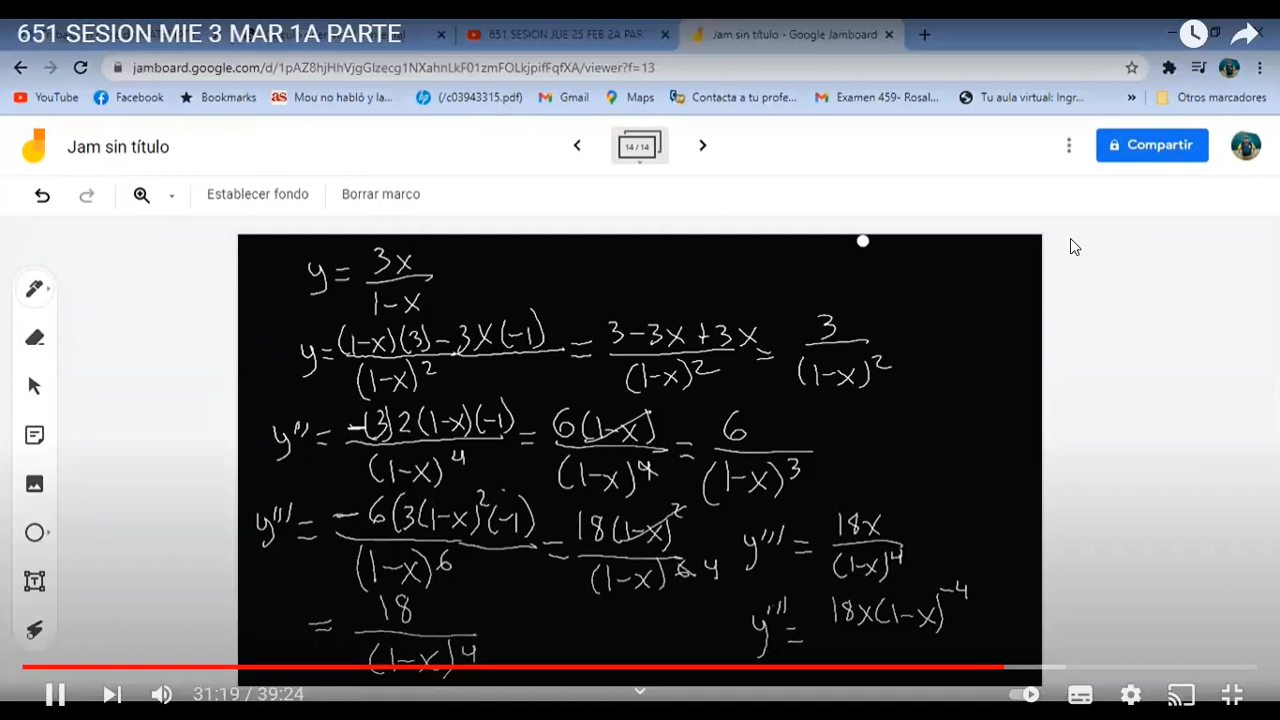 651 SESION MIE 3 MAR 1A PARTE
651 SESION JUE 25 FEB 2A PAR
Jam sin título - Google Jamboard
jamboard.google.com/d/1pAZ8hjHhVjgGlzecg1NXahnLkF01zmFOLkjpifFqfXA/viewer?f=13
YouTube Facebook Bookmarks Mou no habló y la... (/c03943315.pdf) Gmail Maps Contacta a tu profe... Examen 459- Rosal... Tu aula virtual: Ingr... » Otros marcadores
Jam sin título
14 / 14
Compartir
Establecer fondo Borrar marco
y = 3x/(1-x)
y = ((1-x)(3) - 3x(-1))/(1-x)^2 = (3-3x+3x)/(1-x)^2 = 3/(1-x)^2
y'' = (-(3)2(1-x)(-1))/(1-x)^4 = 6(1-x)/(1-x)^4 = 6/(1-x)^3
y''' = (-6(3(1-x)^2(-1))/(1-x)^6 = 18(1-x)^2/(1-x)^6 4
y''' = 18x/(1-x)^4
= 18/(1-x)^4
y''' = 18x(1-x)^-4
31:19 / 39:24